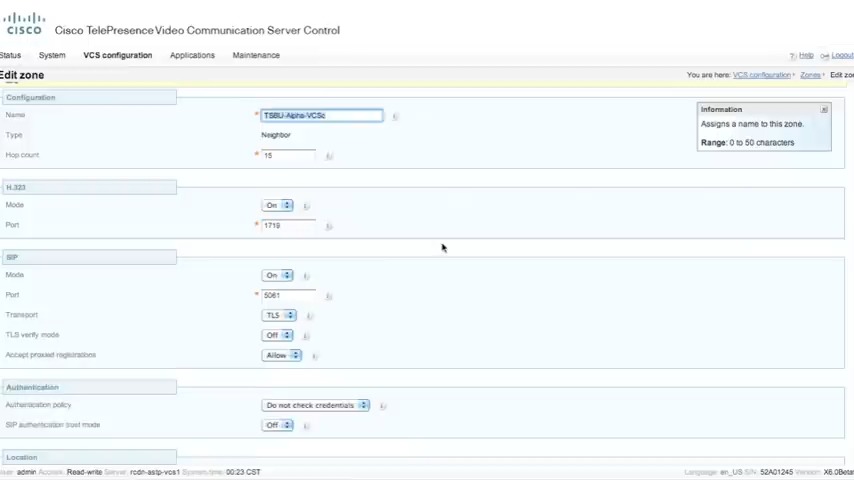 CISCO
Cisco TelePresence Video Communication Server Control
Status System VCS configuration Applications Maintenance
Help Logout
Edit zone
You are here: VCS configuration Zones Edit zo
Configuration
Name * TSBU-Alpha-VCSc
Type Neighbor
Hop count * 15
Information
Assigns a name to this zone.
Range: 0 to 50 characters
H.323
Mode On
Port * 1719
SIP
Mode On
Port * 5061
Transport TLS
TLS verify mode Off
Accept proxied registrations Allow
Authentication
Authentication policy Do not check credentials
SIP authentication trust mode Off
Location
User: admin Access: Read-write Server: rcdn-astp-vcs1 System time: 00:23 CST
Language: en_US S/N: 52A01245 Version: X6.0Beta